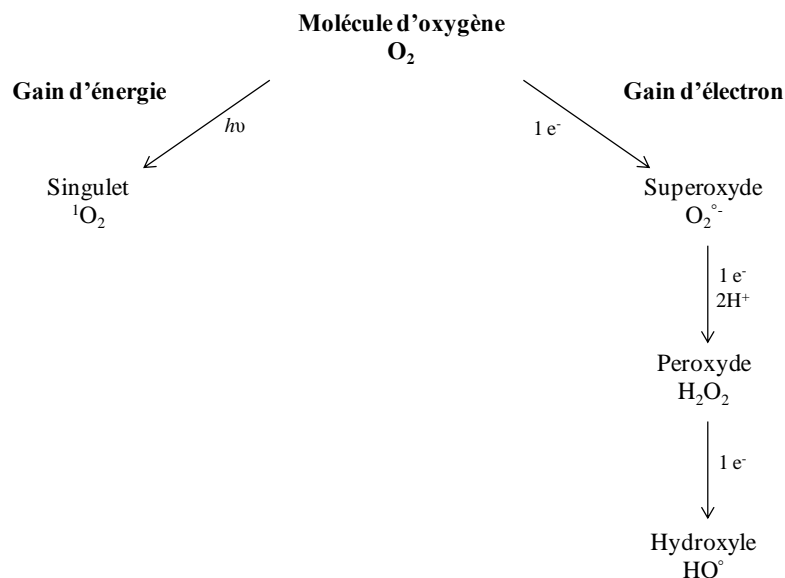 Molécule d'oxygène
O₂
Gain d'énergie
Gain d'électron
hυ
1 e⁻
Singulet
¹O₂
Superoxyde
O₂°⁻
1 e⁻
2H⁺
Peroxyde
H₂O₂
1 e⁻
Hydroxyle
HO°